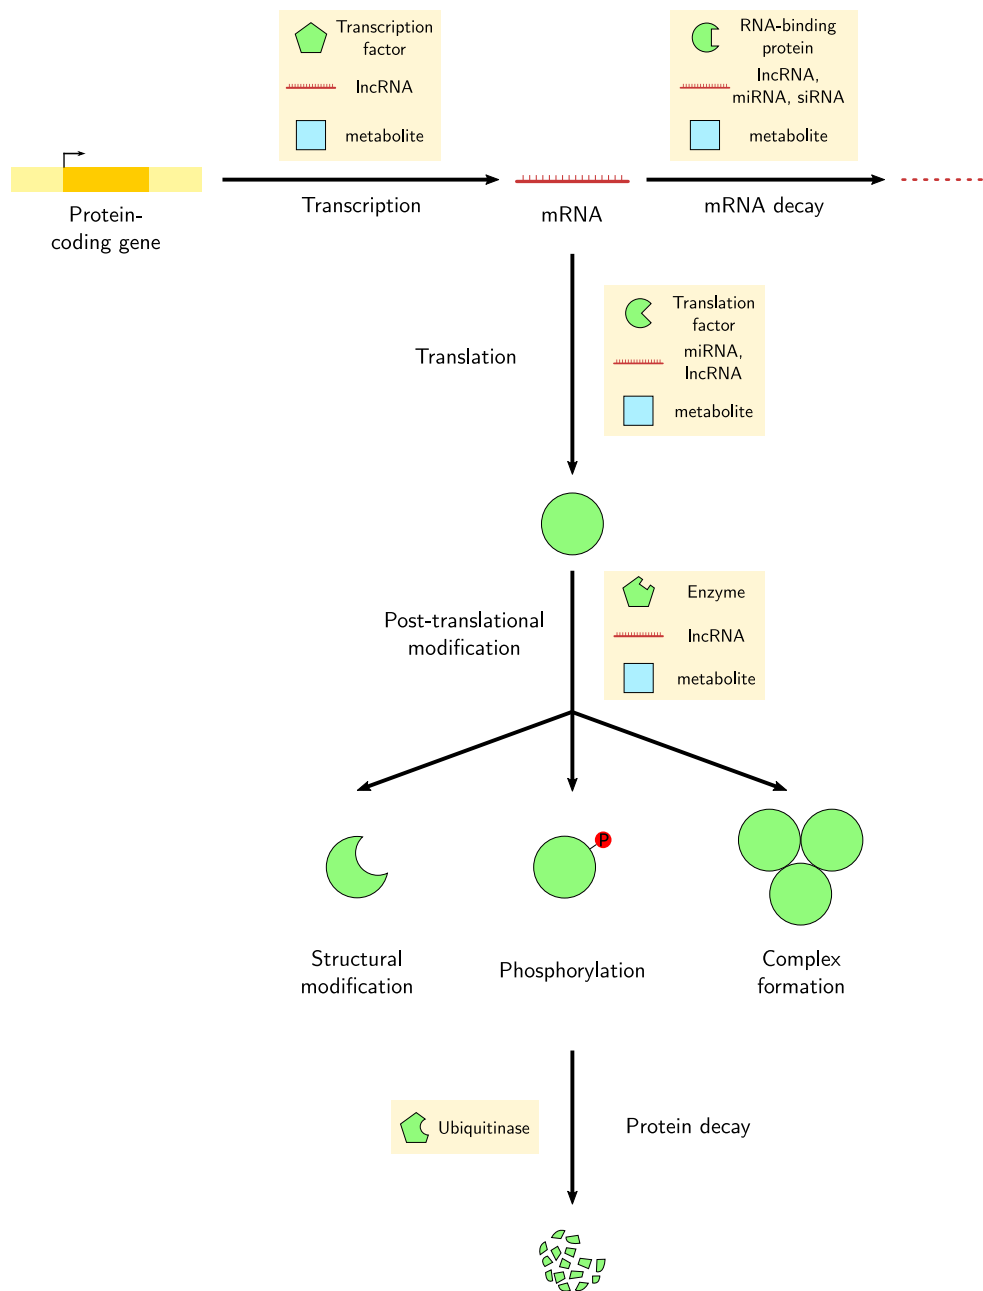 Transcription
factor
lncRNA
metabolite
RNA-binding
protein
lncRNA,
miRNA, siRNA
metabolite
Protein-
coding gene
Transcription
mRNA
mRNA decay
Translation
Translation
factor
miRNA,
lncRNA
metabolite
Post-translational
modification
Enzyme
lncRNA
metabolite
P
Structural
modification
Phosphorylation
Complex
formation
Ubiquitinase
Protein decay